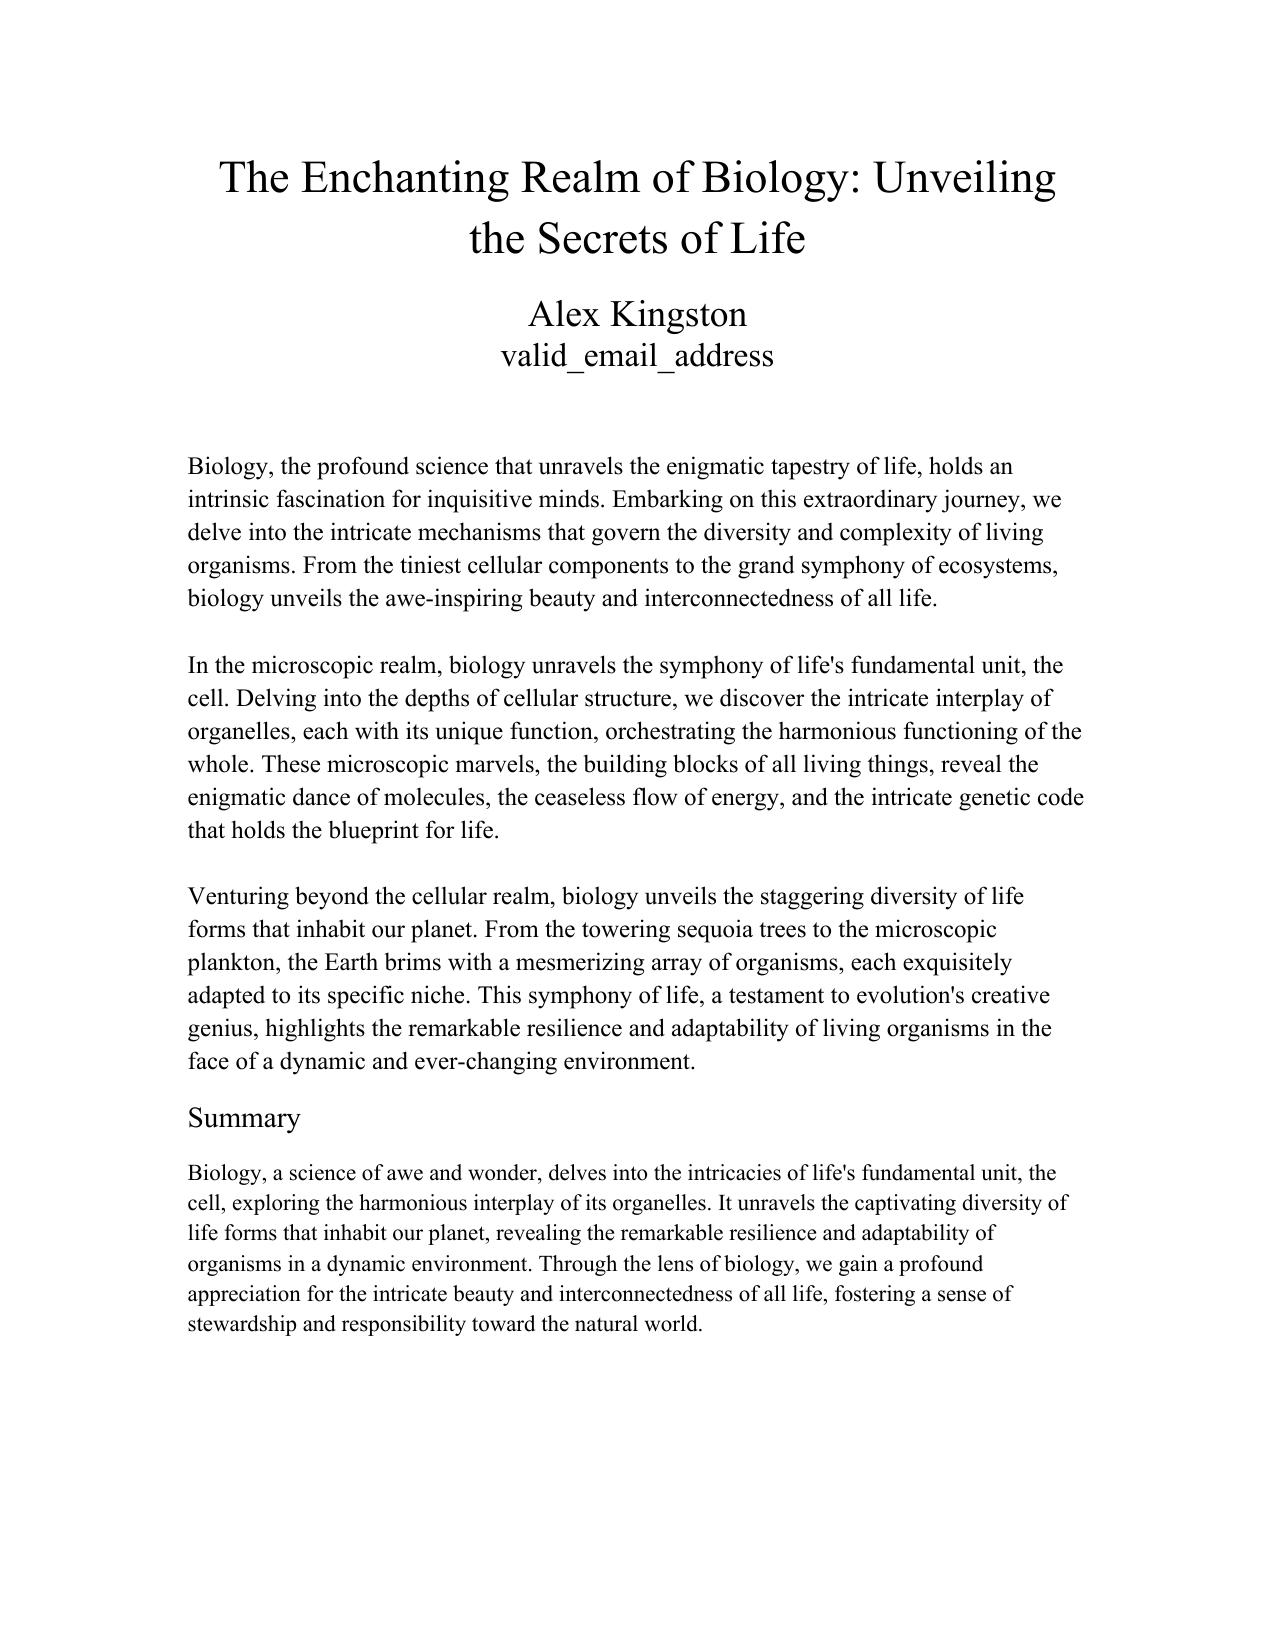 The Enchanting Realm of Biology: Unveiling
the Secrets of Life
Alex Kingston
valid_email_address
Biology, the profound science that unravels the enigmatic tapestry of life, holds an
intrinsic fascination for inquisitive minds. Embarking on this extraordinary journey, we
delve into the intricate mechanisms that govern the diversity and complexity of living
organisms. From the tiniest cellular components to the grand symphony of ecosystems,
biology unveils the awe-inspiring beauty and interconnectedness of all life.
In the microscopic realm, biology unravels the symphony of life's fundamental unit, the
cell. Delving into the depths of cellular structure, we discover the intricate interplay of
organelles, each with its unique function, orchestrating the harmonious functioning of the
whole. These microscopic marvels, the building blocks of all living things, reveal the
enigmatic dance of molecules, the ceaseless flow of energy, and the intricate genetic code
that holds the blueprint for life.
Venturing beyond the cellular realm, biology unveils the staggering diversity of life
forms that inhabit our planet. From the towering sequoia trees to the microscopic
plankton, the Earth brims with a mesmerizing array of organisms, each exquisitely
adapted to its specific niche. This symphony of life, a testament to evolution's creative
genius, highlights the remarkable resilience and adaptability of living organisms in the
face of a dynamic and ever-changing environment.
Summary
Biology, a science of awe and wonder, delves into the intricacies of life's fundamental unit, the
cell, exploring the harmonious interplay of its organelles. It unravels the captivating diversity of
life forms that inhabit our planet, revealing the remarkable resilience and adaptability of
organisms in a dynamic environment. Through the lens of biology, we gain a profound
appreciation for the intricate beauty and interconnectedness of all life, fostering a sense of
stewardship and responsibility toward the natural world.